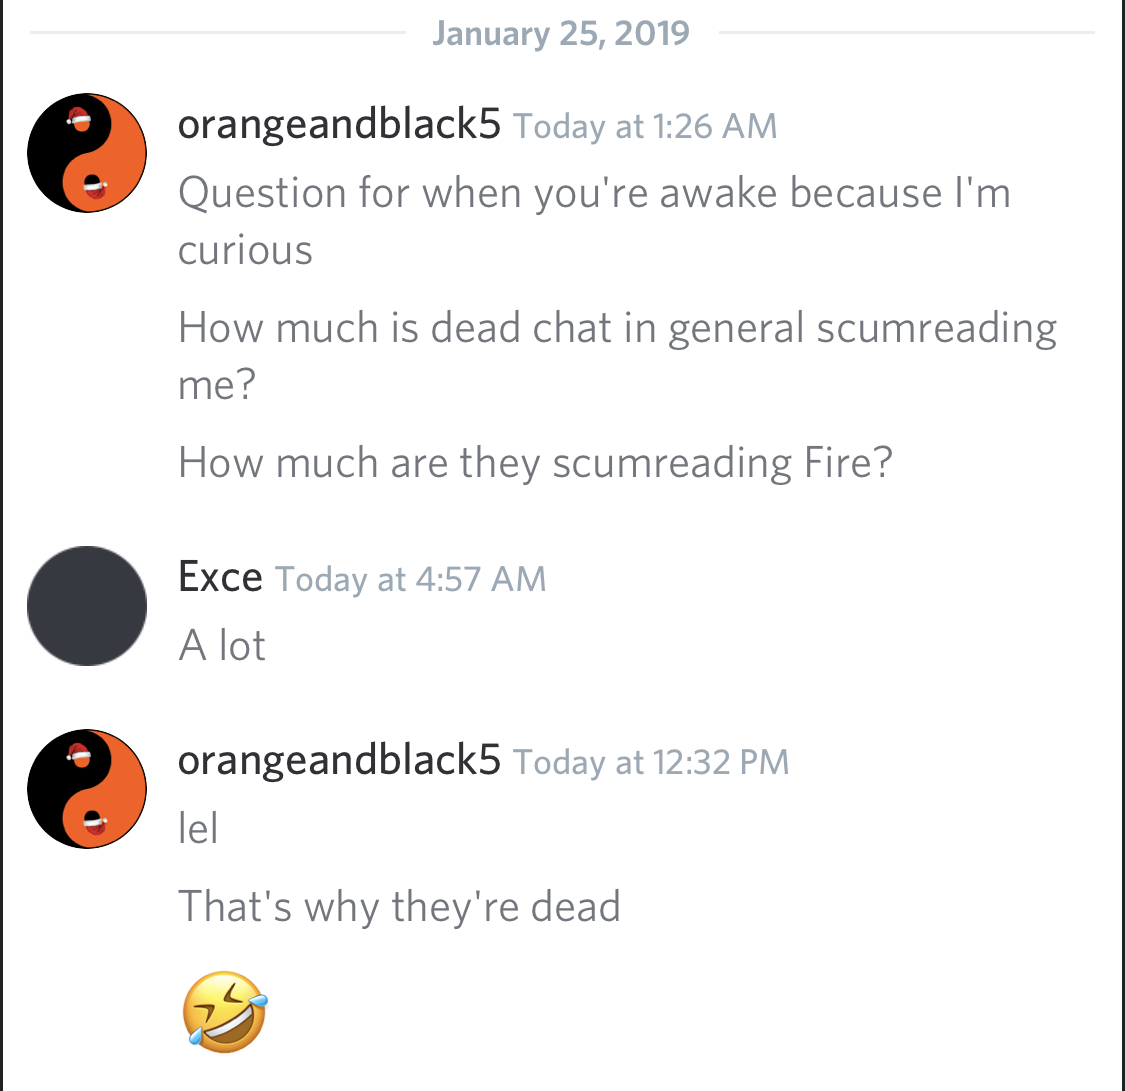 January 25, 2019
orangeandblack5 Today at 1:26 AM
Question for when you're awake because I'm
curious
How much is dead chat in general scumreading
me?
How much are they scumreading Fire?
Exce Today at 4:57 AM
A lot
orangeandblack5 Today at 12:32 PM
lel
That's why they're dead
🤣